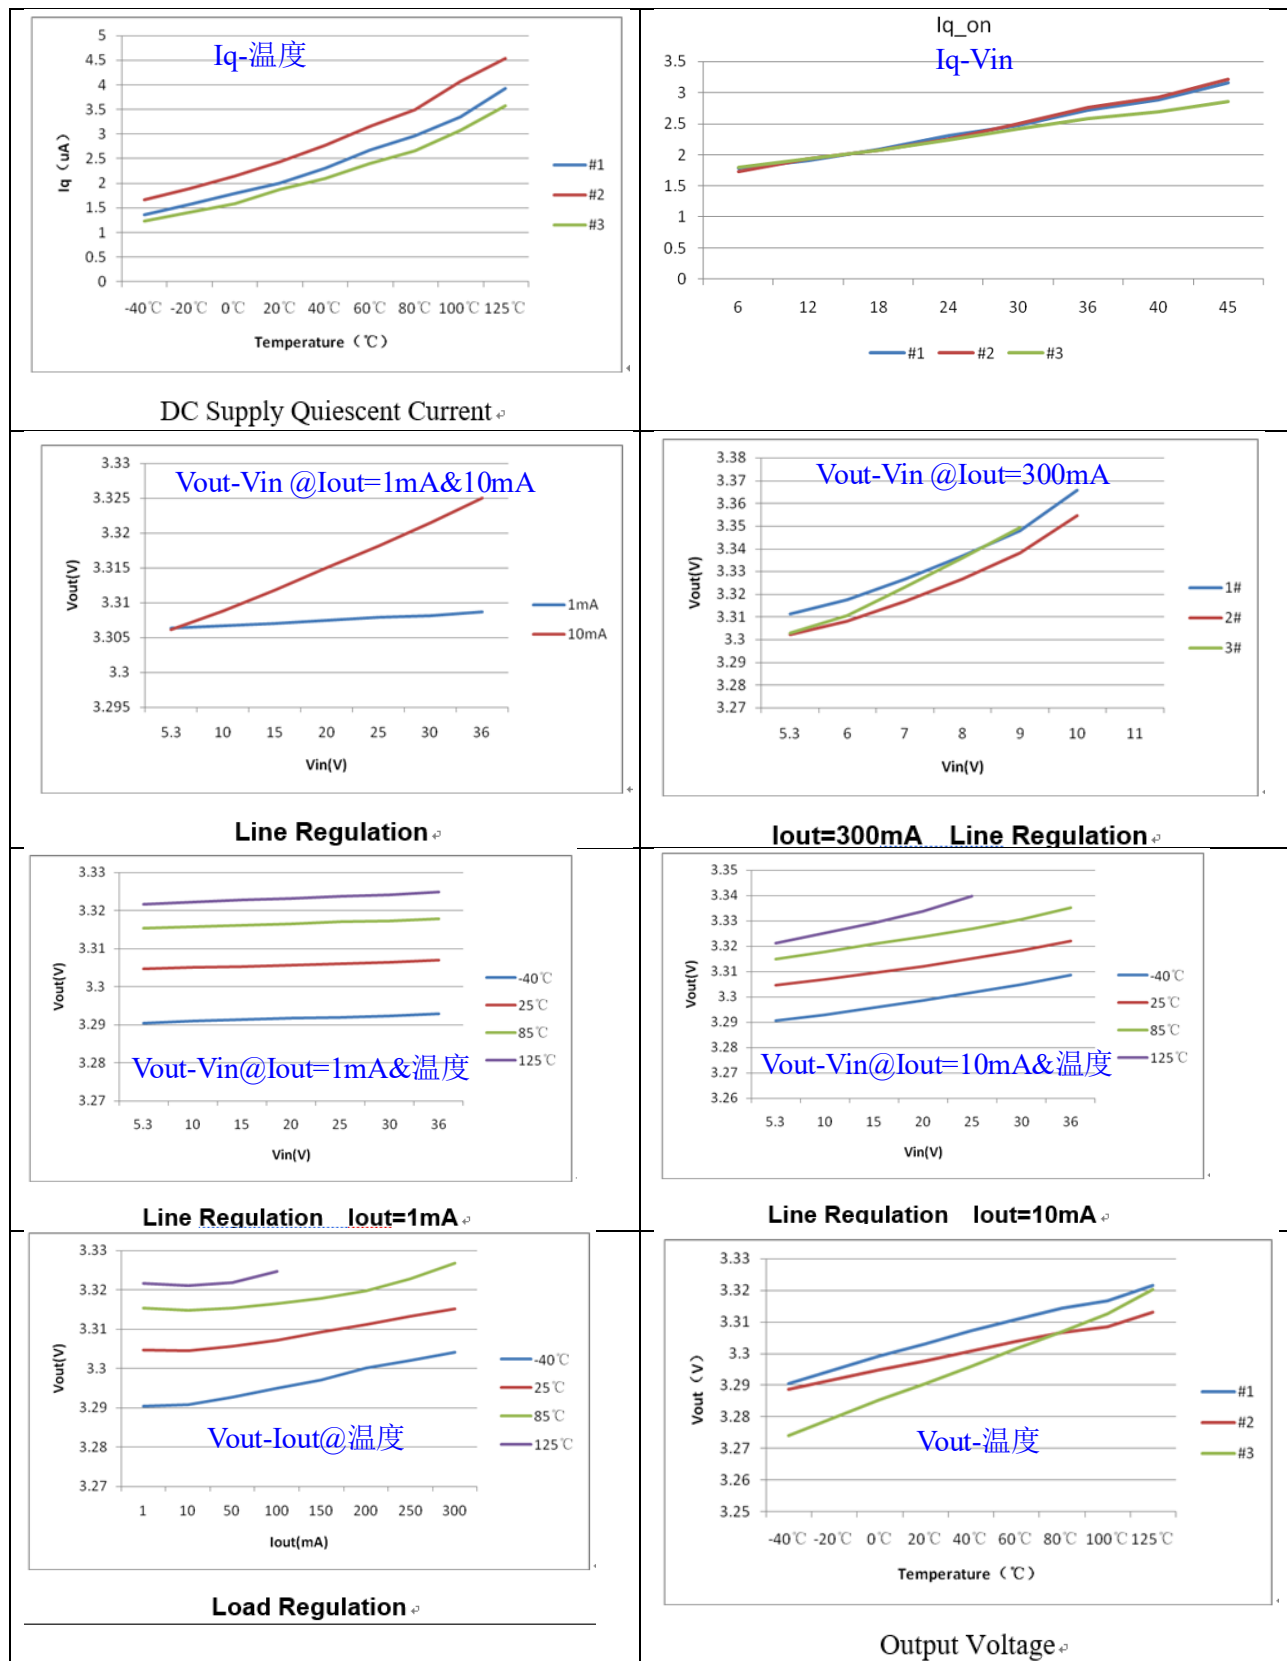 Iq-温度
5
4.5
4
3.5
3
2.5
2
1.5
1
0.5
0
Iq（uA）
-40℃ -20℃ 0℃ 20℃ 40℃ 60℃ 80℃ 100℃ 125℃
Temperature（℃）
#1
#2
#3
DC Supply Quiescent Current
Iq_on
Iq-Vin
3.5
3
2.5
2
1.5
1
0.5
0
6 12 18 24 30 36 40 45
#1 #2 #3
Vout-Vin @Iout=1mA&10mA
3.33
3.325
3.32
3.315
3.31
3.305
3.3
3.295
Vout(V)
5.3 10 15 20 25 30 36
Vin(V)
1mA
10mA
Line Regulation
Vout-Vin @Iout=300mA
3.38
3.37
3.36
3.35
3.34
3.33
3.32
3.31
3.3
3.29
3.28
3.27
Vout(V)
5.3 6 7 8 9 10 11
Vin(V)
1#
2#
3#
Iout=300mA Line Regulation
3.33
3.32
3.31
3.3
3.29
3.28
3.27
Vout(V)
5.3 10 15 20 25 30 36
Vin(V)
-40℃
25℃
85℃
125℃
Vout-Vin@Iout=1mA&温度
Line Regulation Iout=1mA
3.35
3.34
3.33
3.32
3.31
3.3
3.29
3.28
3.27
3.26
Vout(V)
5.3 10 15 20 25 30 36
Vin(V)
-40℃
25℃
85℃
125℃
Vout-Vin@Iout=10mA&温度
Line Regulation Iout=10mA
3.33
3.32
3.31
3.3
3.29
3.28
3.27
Vout(V)
1 10 50 100 150 200 250 300
Iout(mA)
-40℃
25℃
85℃
125℃
Vout-Iout@温度
Load Regulation
3.33
3.32
3.31
3.3
3.29
3.28
3.27
3.26
3.25
Vout（V）
-40℃ -20℃ 0℃ 20℃ 40℃ 60℃ 80℃ 100℃ 125℃
Temperature（℃）
#1
#2
#3
Vout-温度
Output Voltage